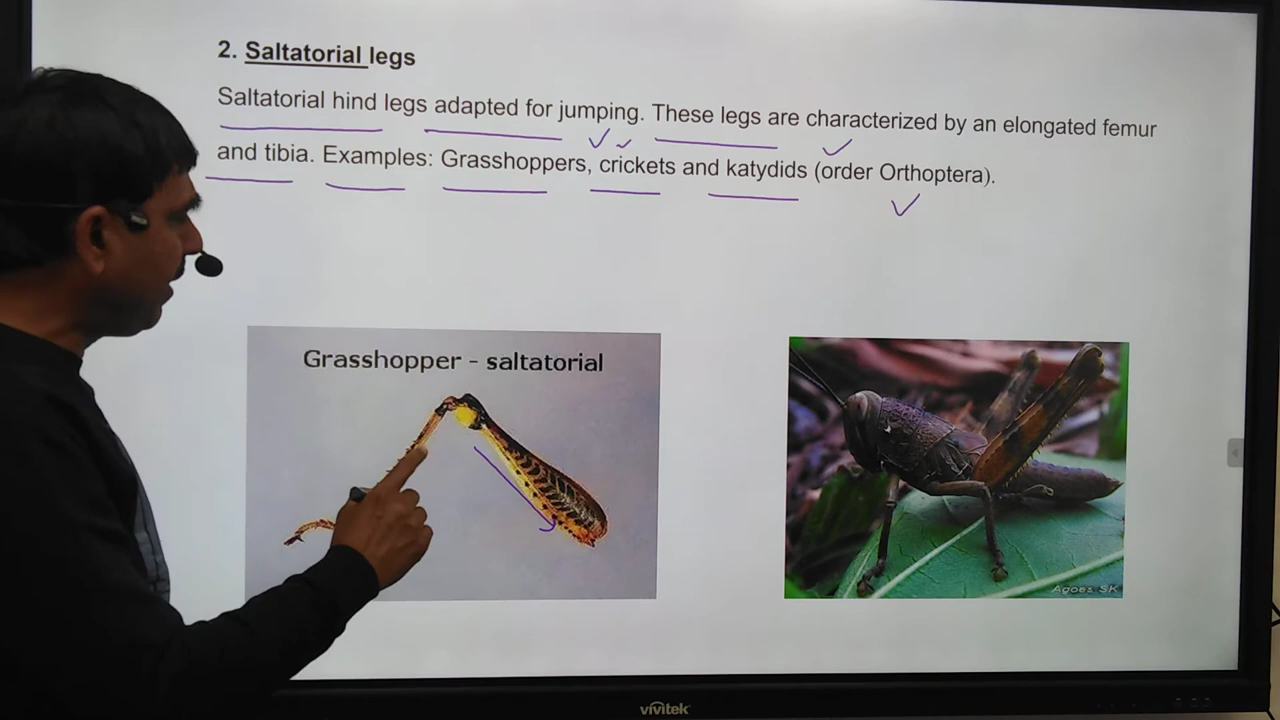 2. Saltatorial legs
Saltatorial hind legs adapted for jumping. These legs are characterized by an elongated femur
and tibia. Examples: Grasshoppers, crickets and katydids (order Orthoptera).
Grasshopper - saltatorial
Agoes SK
vivitek